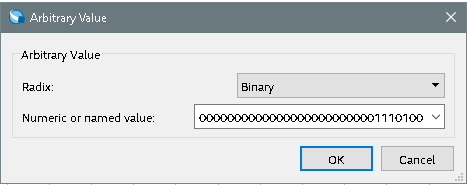 Arbitrary Value
Arbitrary Value
Radix:
Binary
Numeric or named value:
00000000000000000000000001110100
OK
Cancel